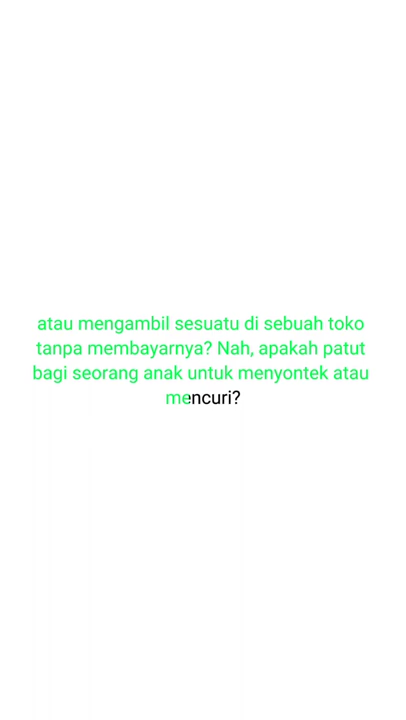 atau mengambil sesuatu di sebuah toko
tanpa membayarnya? Nah, apakah patut
bagi seorang anak untuk menyontek atau
mencuri?